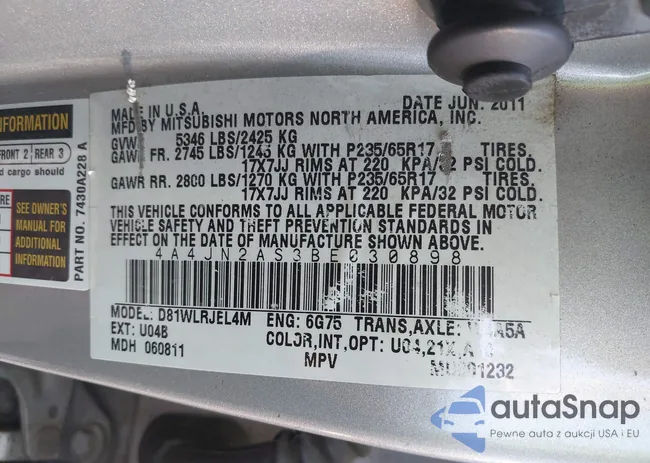 INFORMATION
FRONT 2 REAR 3
d cargo should
SEE OWNER'S
MANUAL FOR
ADDITIONAL
INFORMATION
PART NO. 7430A228 A
MADE IN U.S.A. DATE JUN. 2011
MFD BY MITSUBISHI MOTORS NORTH AMERICA, INC.
GVW 5346 LBS/2425 KG
GAWR FR. 2745 LBS/1245 KG WITH P235/65R17 TIRES,
17X7JJ RIMS AT 220 KPA/32 PSI COLD.
GAWR RR. 2800 LBS/1270 KG WITH P235/65R17 TIRES,
17X7JJ RIMS AT 220 KPA/32 PSI COLD.
THIS VEHICLE CONFORMS TO ALL APPLICABLE FEDERAL MOTOR
VEHICLE SAFETY AND THEFT PREVENTION STANDARDS IN
EFFECT ON THE DATE OF MANUFACTURE SHOWN ABOVE.
4A4JN2AS3BE030898
MODEL: D81WLRJEL4M ENG: 6G75 TRANS,AXLE:
EXT: U04B COLOR,INT,OPT: U04,21X,
MDH 060811 MPV
autaSnap
Pewne auta z aukcji USA i EU